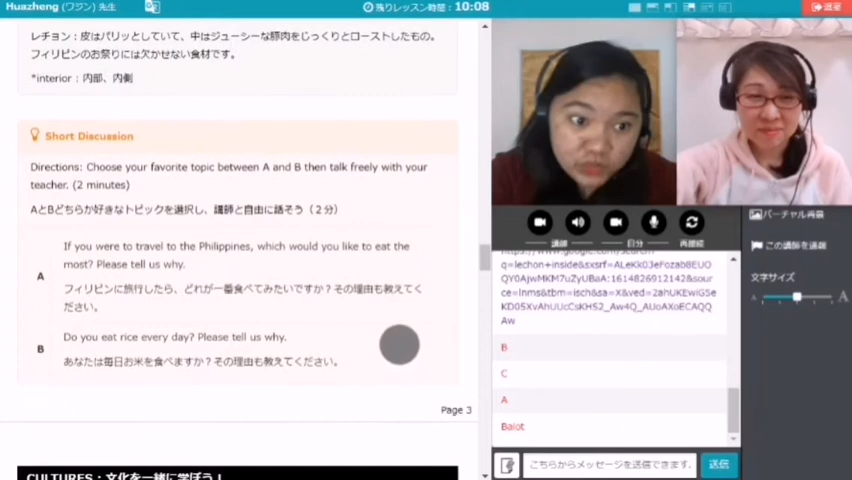 Huazheng (ワジン) 先生
残りレッスン時間: 10:08
退室
レチョン：皮はパリッとしていて、中はジューシーな豚肉をじっくりとローストしたもの。
フィリピンのお祭りには欠かせない食材です。
*interior：内部、内側
Short Discussion
Directions: Choose your favorite topic between A and B then talk freely with your
teacher. (2 minutes)
AとBどちらか好きなトピックを選択し、講師と自由に話そう（２分）
A
If you were to travel to the Philippines, which would you like to eat the
most? Please tell us why.
フィリピンに旅行したら、どれが一番食べてみたいですか？その理由も教えてく
ださい。
B
Do you eat rice every day? Please tell us why.
あなたは毎日お米を食べますか？その理由も教えてください。
Page 3
CULTURES：文化を一緒に学ぼう！
講師
自分
再接続
https://www.google.com/search?
q=lechon+inside&sxsrf=ALeKk03eFozab8EUO
QY0AjwMKM7uZyUBaA:1614826912142&sour
ce=lnms&tbm=isch&sa=X&ved=2ahUKEwiG5e
KD05XvAhUUcCsKHS2_Aw4Q_AUoAXoECAQQ
Aw
B
C
A
Balot
こちらからメッセージを送信できます。
送信
バーチャル背景
この講師を通報
文字サイズ
A
A